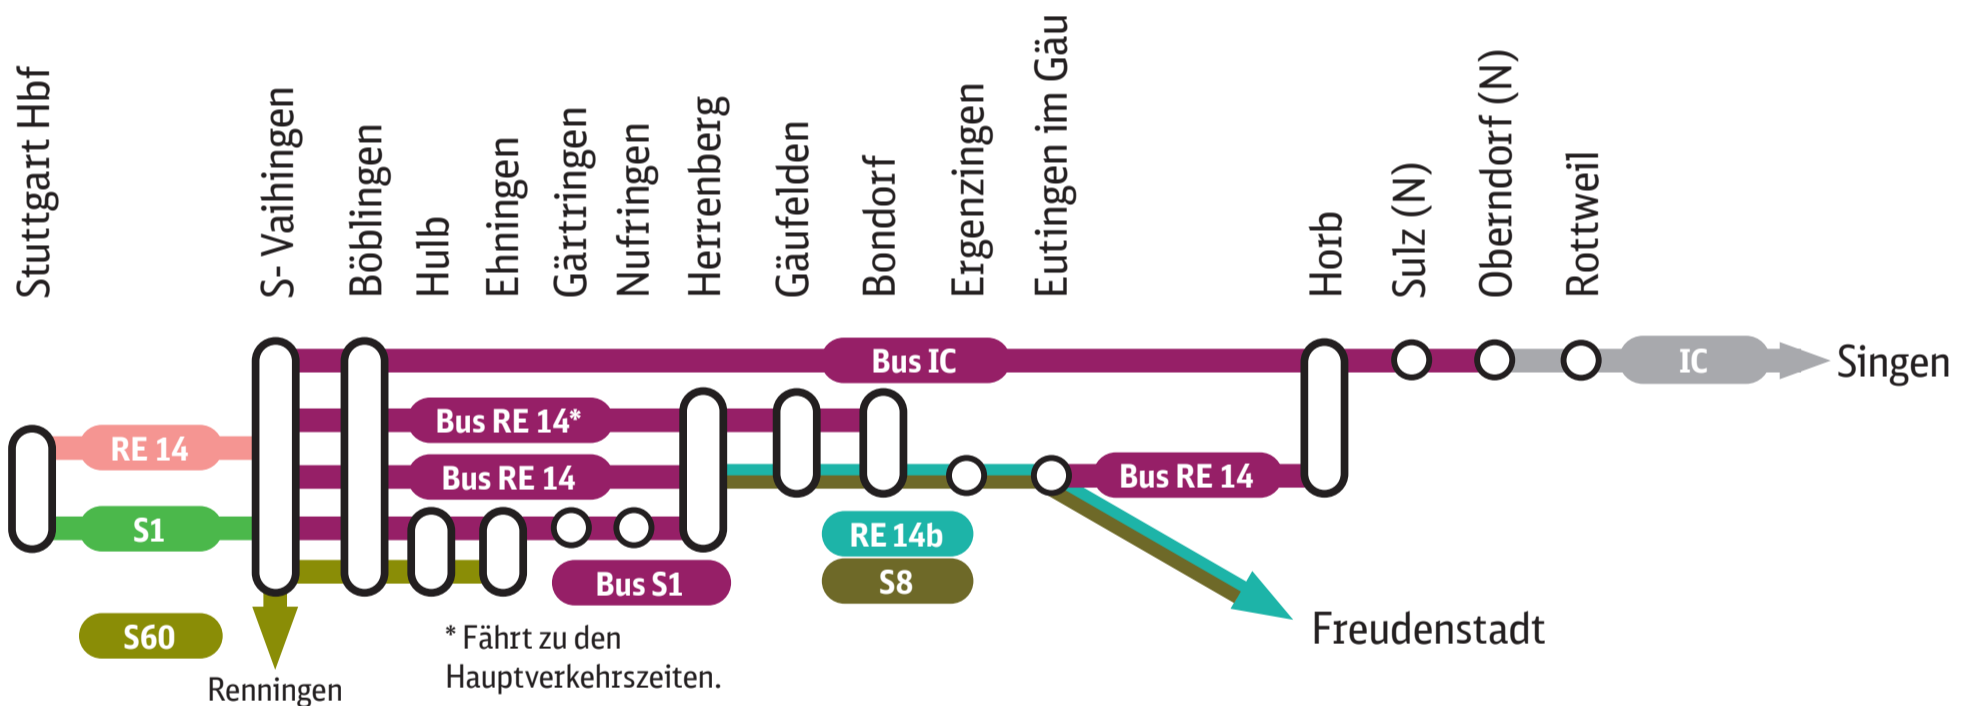 Stuttgart Hbf
S- Vaihingen
Böblingen
Hulb
Ehningen
Gärtringen
Nufringen
Herrenberg
Gäufelden
Bondorf
Ergenzingen
Eutingen im Gäu
Horb
Sulz (N)
Oberndorf (N)
Rottweil
Bus IC
IC
Singen
Bus RE 14*
RE 14
Bus RE 14
Bus RE 14
S1
RE 14b
Bus S1
S8
S60
* Fährt zu den
Hauptverkehrszeiten.
Freudenstadt
Renningen